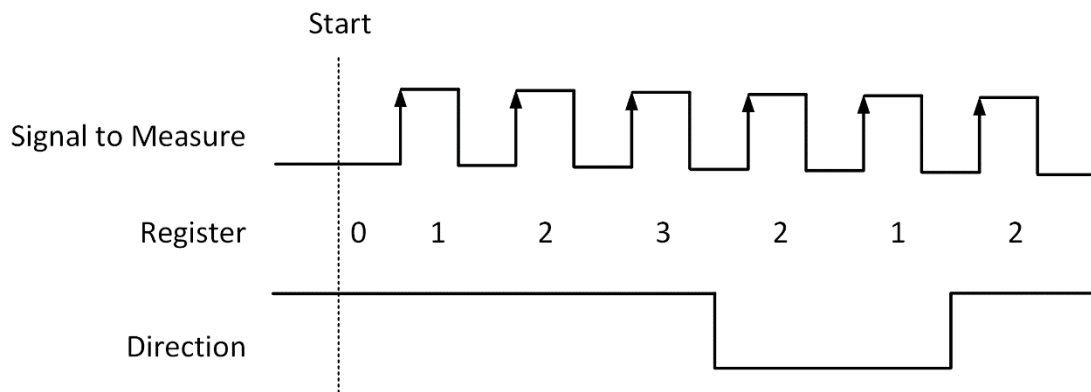 Start
Signal to Measure
Register 0 1 2 3 2 1 2
Direction